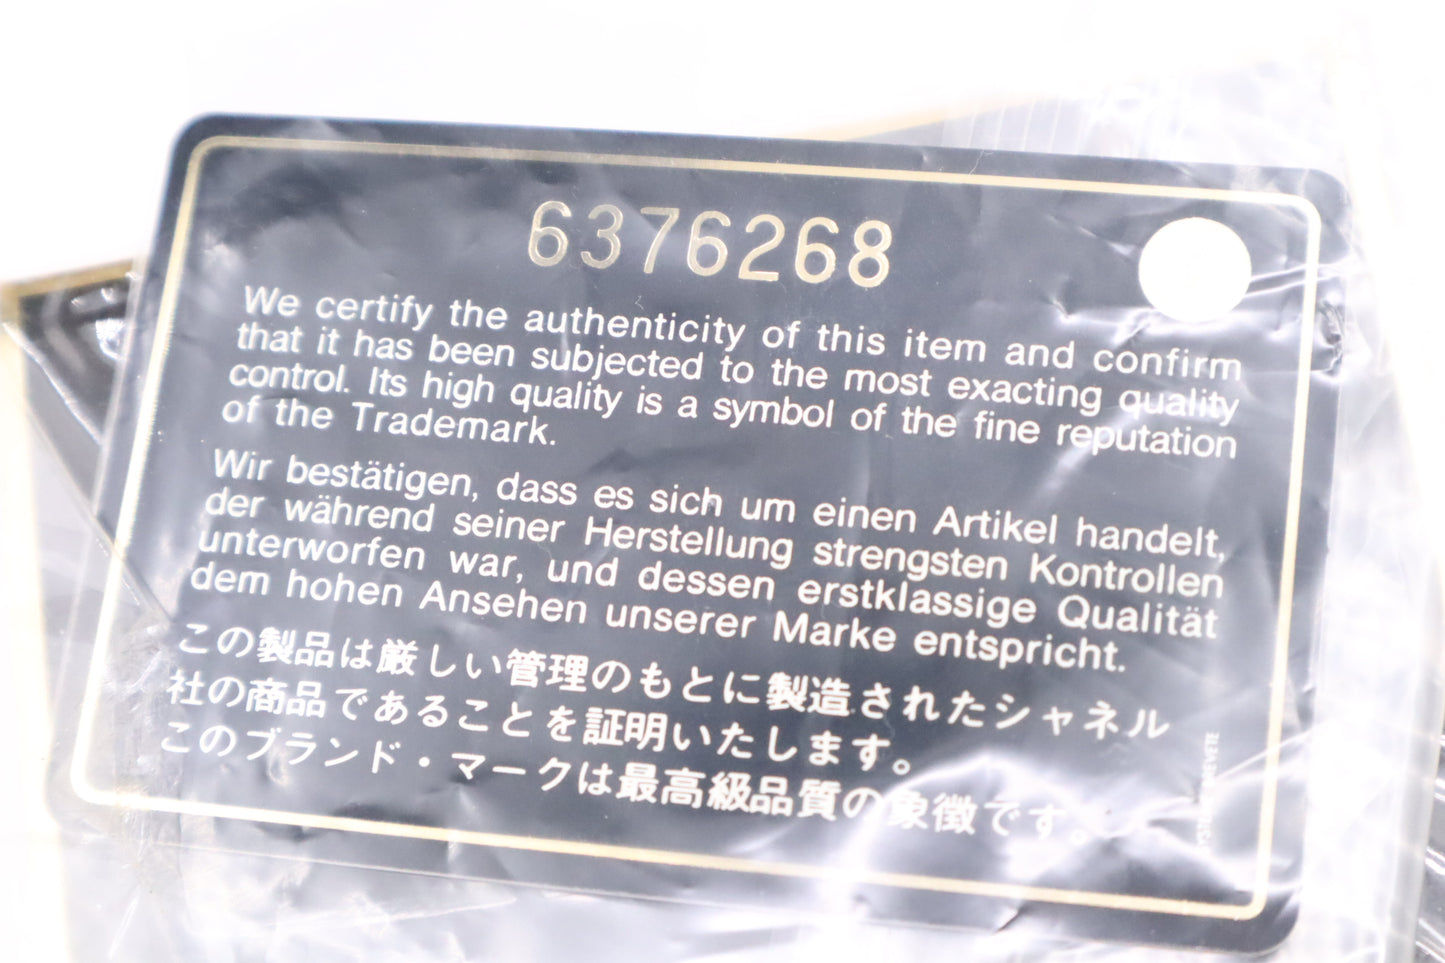 6376268
We certify the authenticity of this item and confirm
that it has been subjected to the most exacting quality
control. Its high quality is a symbol of the fine reputation
of the Trademark.
Wir bestätigen, dass es sich um einen Artikel handelt,
der während seiner Herstellung strengsten Kontrollen
unterworfen war, und dessen erstklassige Qualität
dem hohen Ansehen unserer Marke entspricht.
この製品は厳しい管理のもとに製造されたシャネル
社の商品であることを証明いたします。
このブランド・マークは最高級品質の象徴です。